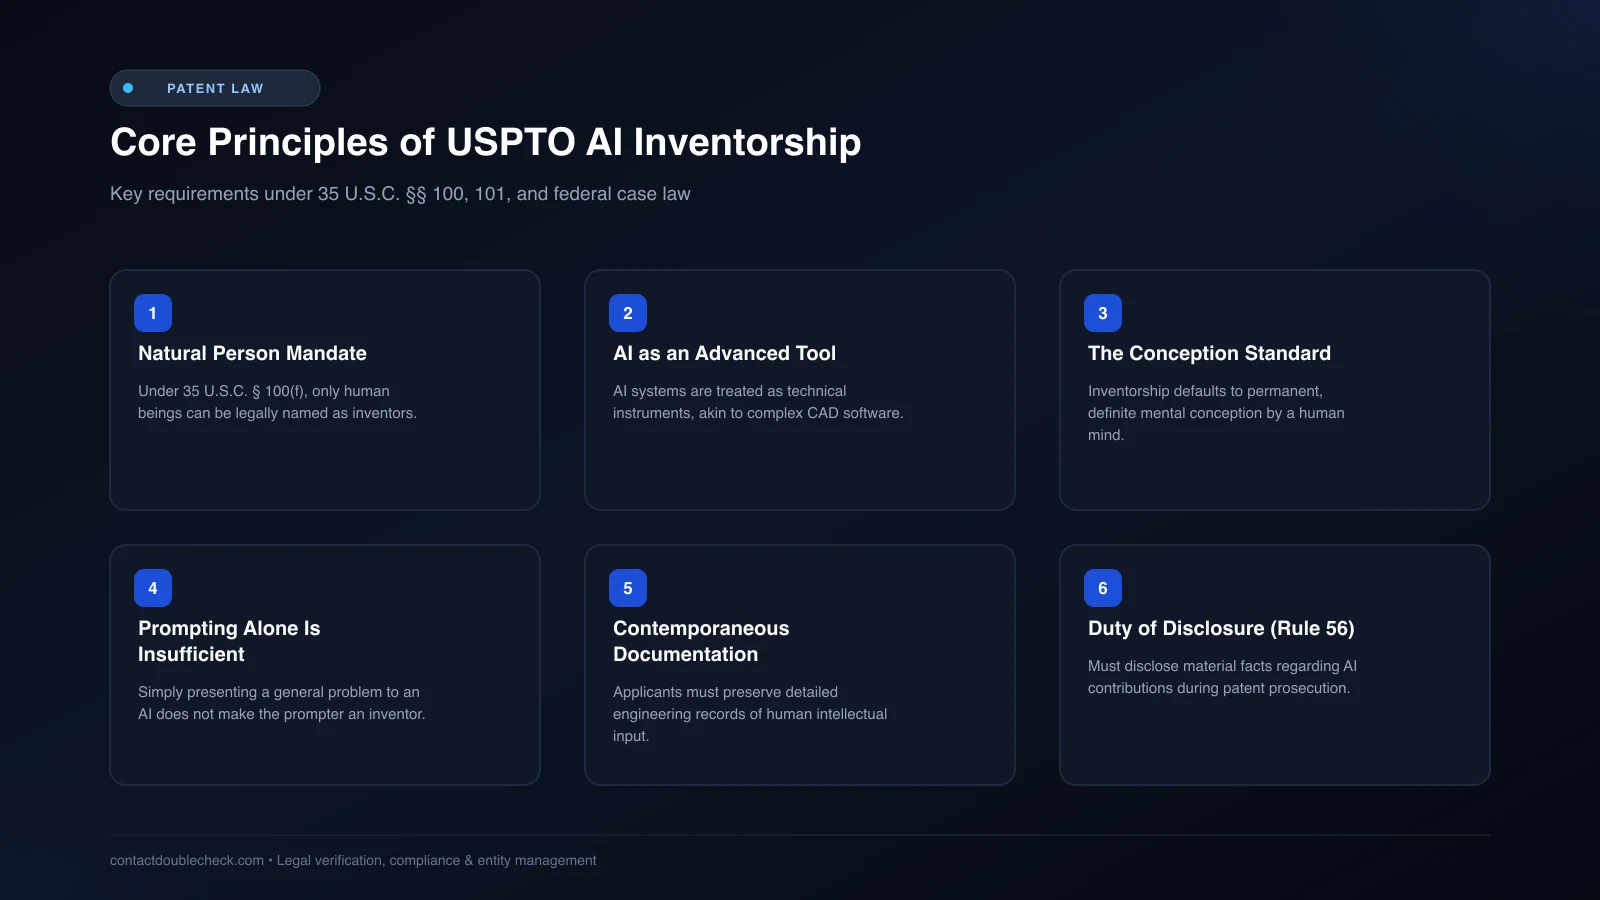 PATENT LAW
Core Principles of USPTO AI Inventorship
Key requirements under 35 U.S.C. §§ 100, 101, and federal case law
1
Natural Person Mandate
Under 35 U.S.C. § 100(f), only human
beings can be legally named as inventors.
2
AI as an Advanced Tool
AI systems are treated as technical
instruments, akin to complex CAD software.
3
The Conception Standard
Inventorship defaults to permanent,
definite mental conception by a human
mind.
4
Prompting Alone Is
Insufficient
Simply presenting a general problem to an
AI does not make the prompter an inventor.
5
Contemporaneous
Documentation
Applicants must preserve detailed
engineering records of human intellectual
input.
6
Duty of Disclosure (Rule 56)
Must disclose material facts regarding AI
contributions during patent prosecution.
contactdoublecheck.com • Legal verification, compliance & entity management